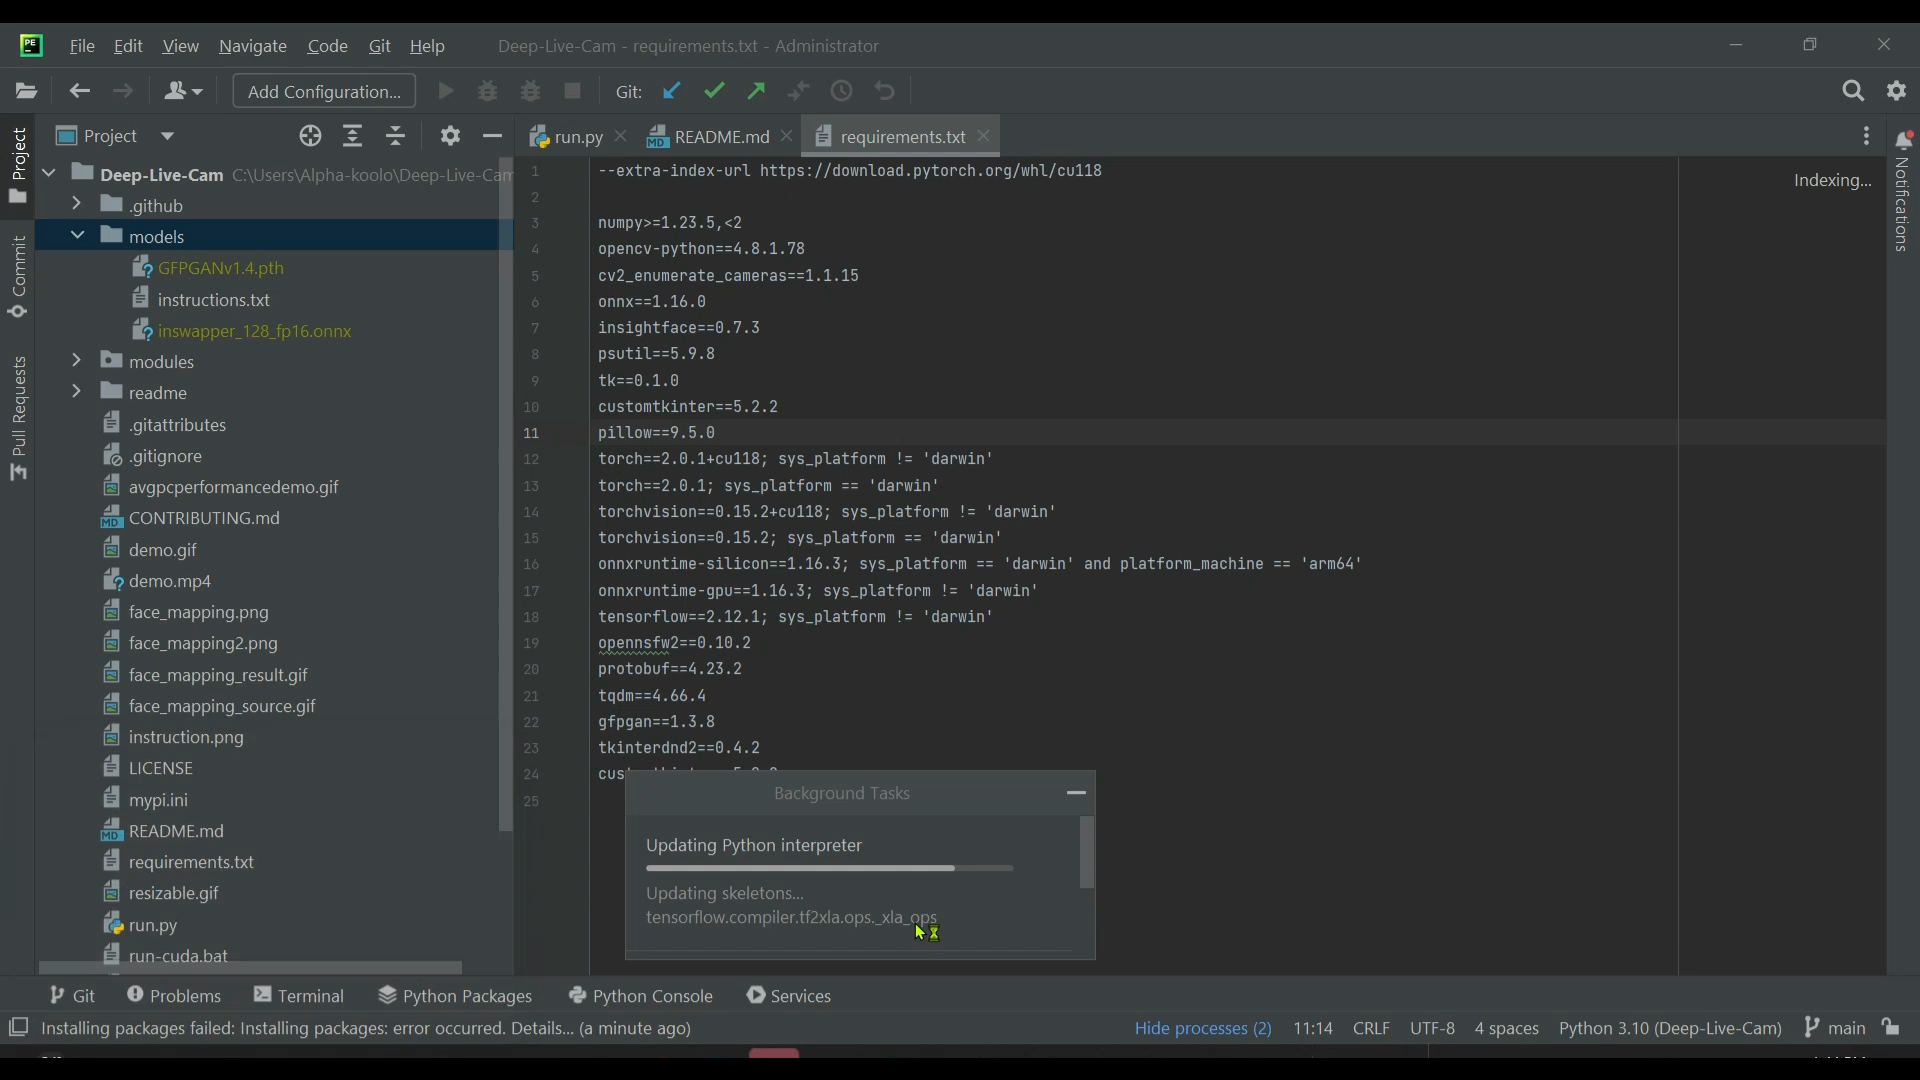 PE File Edit View Navigate Code Git Help Deep-Live-Cam - requirements.txt - Administrator
Add Configuration... Git:
Project
run.py
MD README.md
requirements.txt
Project
Commit
Pull Requests
Notifications
Deep-Live-Cam C:\Users\Alpha-koolo\Deep-Live-Cam
.github
models
GFPGANv1.4.pth
instructions.txt
inswapper_128_fp16.onnx
modules
readme
.gitattributes
.gitignore
avgpcperformancedemo.gif
MD CONTRIBUTING.md
demo.gif
demo.mp4
face_mapping.png
face_mapping2.png
face_mapping_result.gif
face_mapping_source.gif
instruction.png
LICENSE
mypi.ini
MD README.md
requirements.txt
resizable.gif
run.py
run-cuda.bat
1 --extra-index-url https://download.pytorch.org/whl/cu118
Indexing...
2
3 numpy>=1.23.5,<2
4 opencv-python==4.8.1.78
5 cv2_enumerate_cameras==1.1.15
6 onnx==1.16.0
7 insightface==0.7.3
8 psutil==5.9.8
9 tk==0.1.0
10 customtkinter==5.2.2
11 pillow==9.5.0
12 torch==2.0.1+cu118; sys_platform != 'darwin'
13 torch==2.0.1; sys_platform == 'darwin'
14 torchvision==0.15.2+cu118; sys_platform != 'darwin'
15 torchvision==0.15.2; sys_platform == 'darwin'
16 onnxruntime-silicon==1.16.3; sys_platform == 'darwin' and platform_machine == 'arm64'
17 onnxruntime-gpu==1.16.3; sys_platform != 'darwin'
18 tensorflow==2.12.1; sys_platform != 'darwin'
19 opennsfw2==0.10.2
20 protobuf==4.23.2
21 tqdm==4.66.4
22 gfpgan==1.3.8
23 tkinterdnd2==0.4.2
24 cus
25
Background Tasks
Updating Python interpreter
Updating skeletons...
tensorflow.compiler.tf2xla.ops._xla_ops
Git Problems Terminal Python Packages Python Console Services
Installing packages failed: Installing packages: error occurred. Details... (a minute ago)
Hide processes (2) 11:14 CRLF UTF-8 4 spaces Python 3.10 (Deep-Live-Cam) main